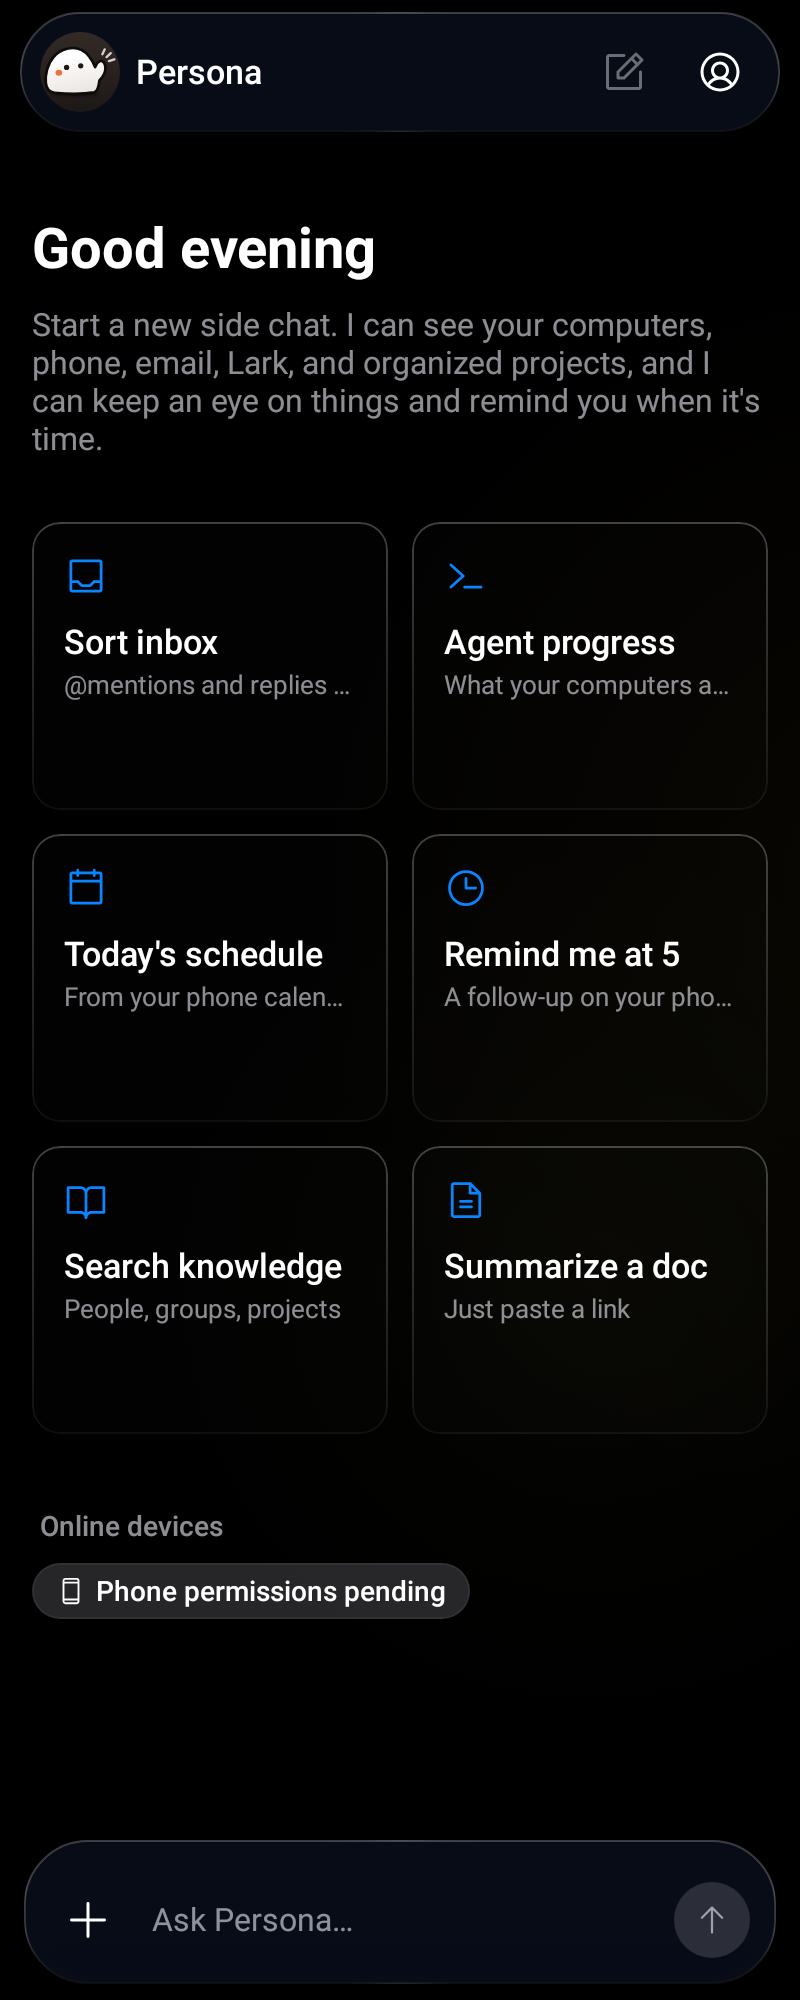 Persona
Good evening
Start a new side chat. I can see your computers,
phone, email, Lark, and organized projects, and I
can keep an eye on things and remind you when it's
time.
Sort inbox
@mentions and replies ...
Agent progress
What your computers a...
Today's schedule
From your phone calen...
Remind me at 5
A follow-up on your pho...
Search knowledge
People, groups, projects
Summarize a doc
Just paste a link
Online devices
Phone permissions pending
Ask Persona...